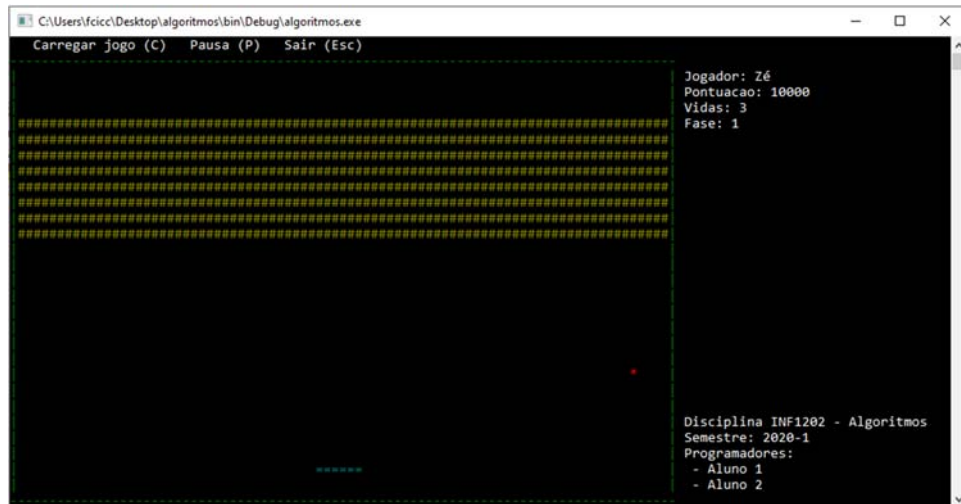 C:\Users\fcicc\Desktop\algoritmos\bin\Debug\algoritmos.exe
Carregar jogo (C) Pausa (P) Sair (Esc)
Jogador: Zé
Pontuacao: 10000
Vidas: 3
Fase: 1
Disciplina INF1202 - Algoritmos
Semestre: 2020-1
Programadores:
- Aluno 1
- Aluno 2